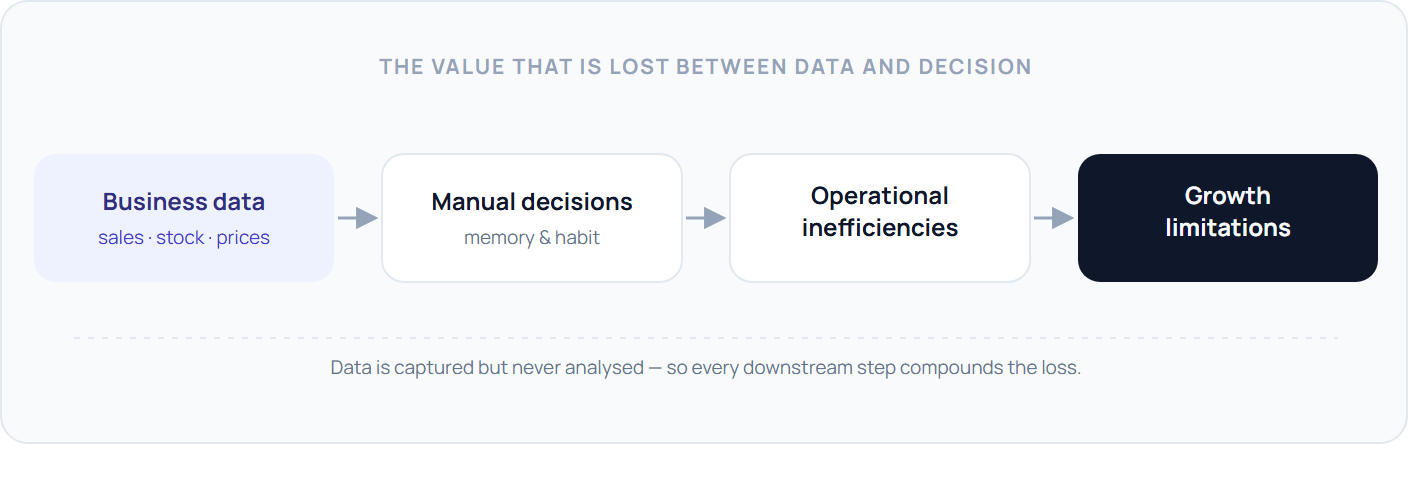 THE VALUE THAT IS LOST BETWEEN DATA AND DECISION
Business data
sales · stock · prices
Manual decisions
memory & habit
Operational
inefficiencies
Growth
limitations
Data is captured but never analysed — so every downstream step compounds the loss.